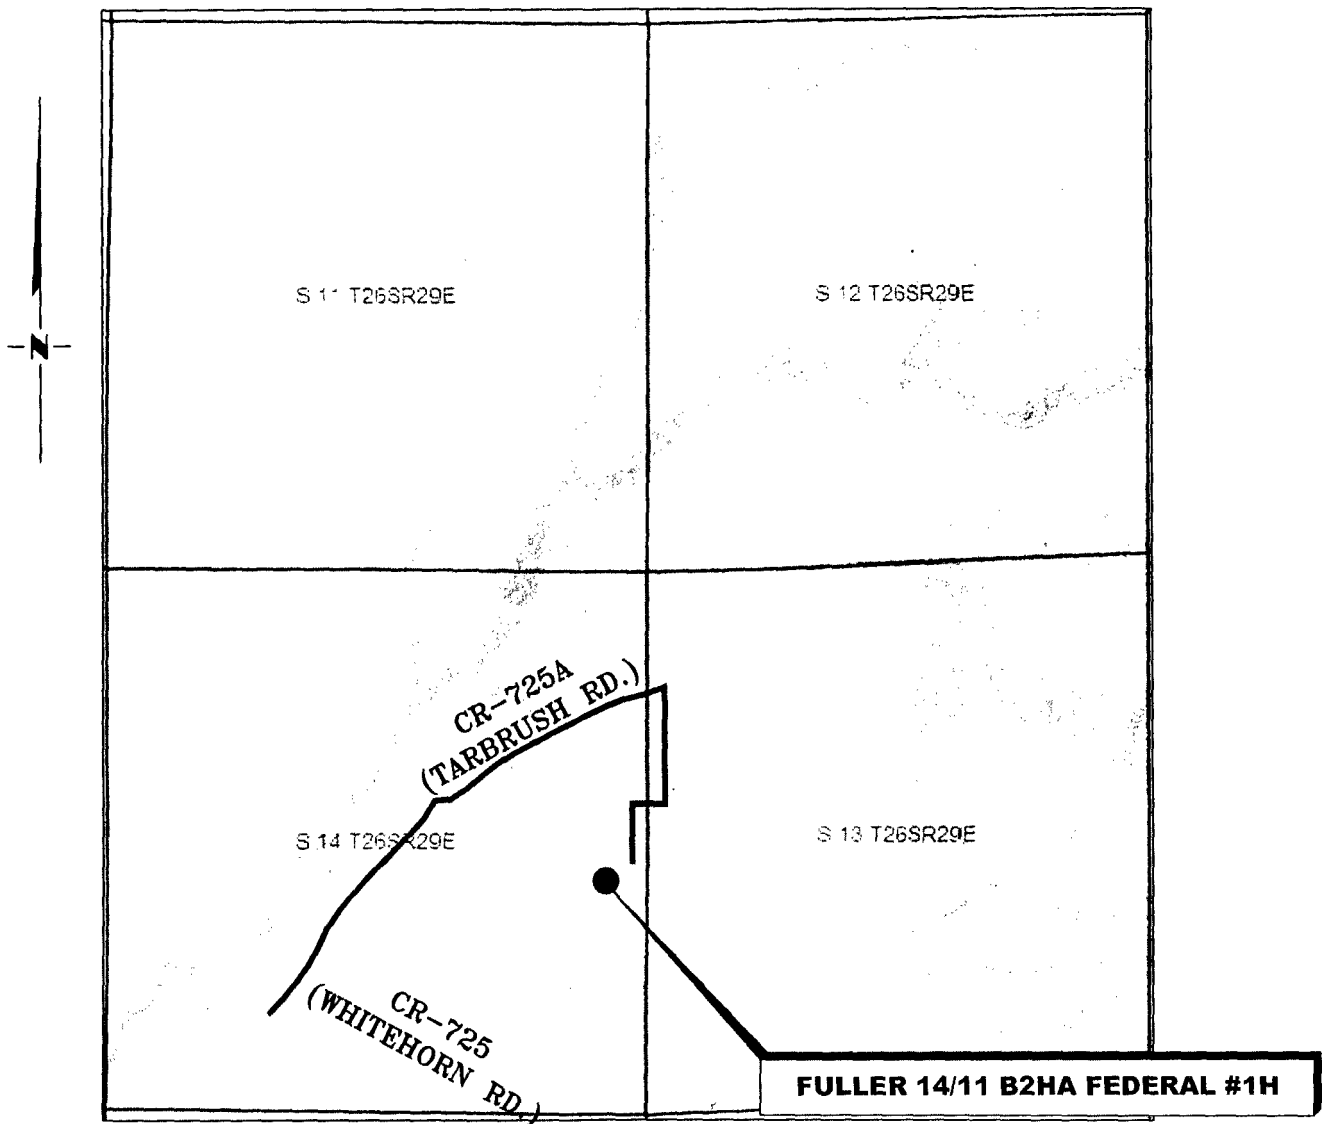 S 11 T26SR29E
S 12 T26SR29E
N
CR-725A
(TARBRUSH RD.)
S 14 T26SR29E
S 13 T26SR29E
CR-725
(WHITEHORN RD.)
FULLER 14/11 B2HA FEDERAL #1H